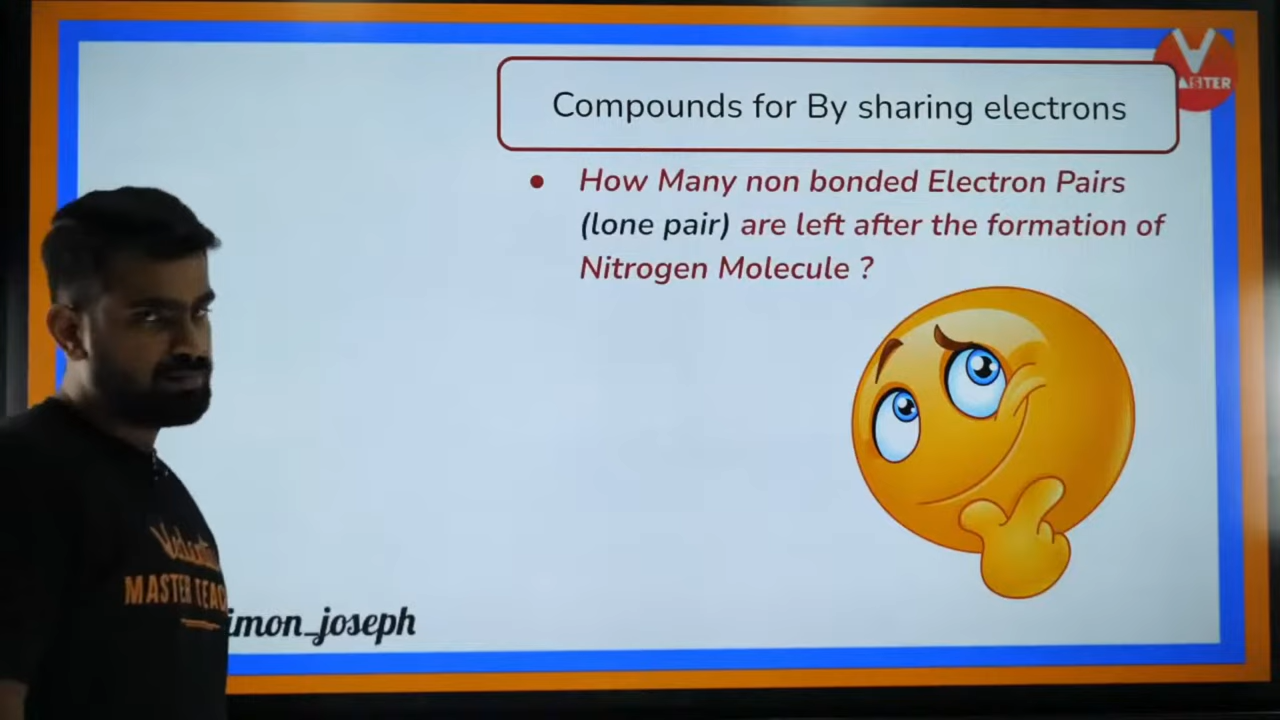 Compounds for By sharing electrons
• How Many non bonded Electron Pairs
(lone pair) are left after the formation of
Nitrogen Molecule ?
MASTER TEAC
imon_joseph